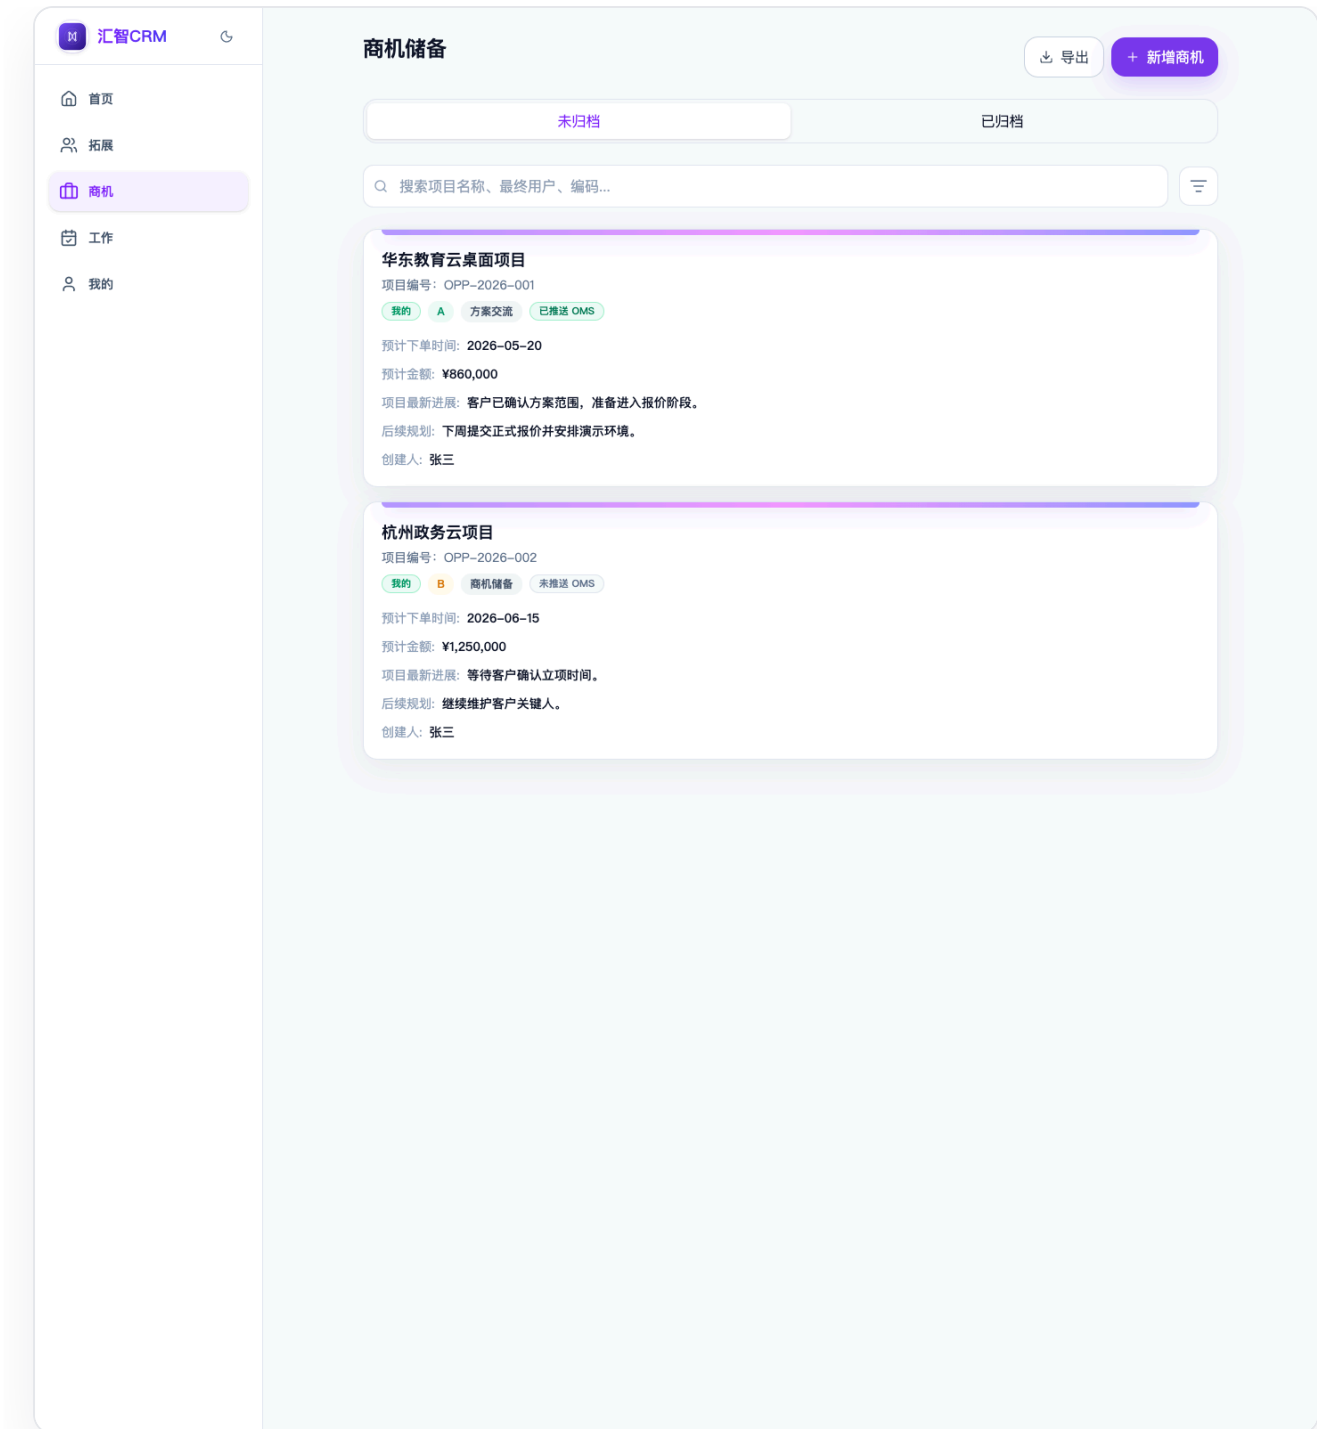 汇智CRM
首页
拓展
商机
工作
我的
商机储备
导出
+ 新增商机
未归档
已归档
搜索项目名称、最终用户、编码...
华东教育云桌面项目
项目编号：OPP-2026-001
我的 A 方案交流 已推送 OMS
预计下单时间: 2026-05-20
预计金额: ¥860,000
项目最新进展: 客户已确认方案范围，准备进入报价阶段。
后续规划: 下周提交正式报价并安排演示环境。
创建人: 张三
杭州政务云项目
项目编号：OPP-2026-002
我的 B 商机储备 未推送 OMS
预计下单时间: 2026-06-15
预计金额: ¥1,250,000
项目最新进展: 等待客户确认立项时间。
后续规划: 继续维护客户关键人。
创建人: 张三